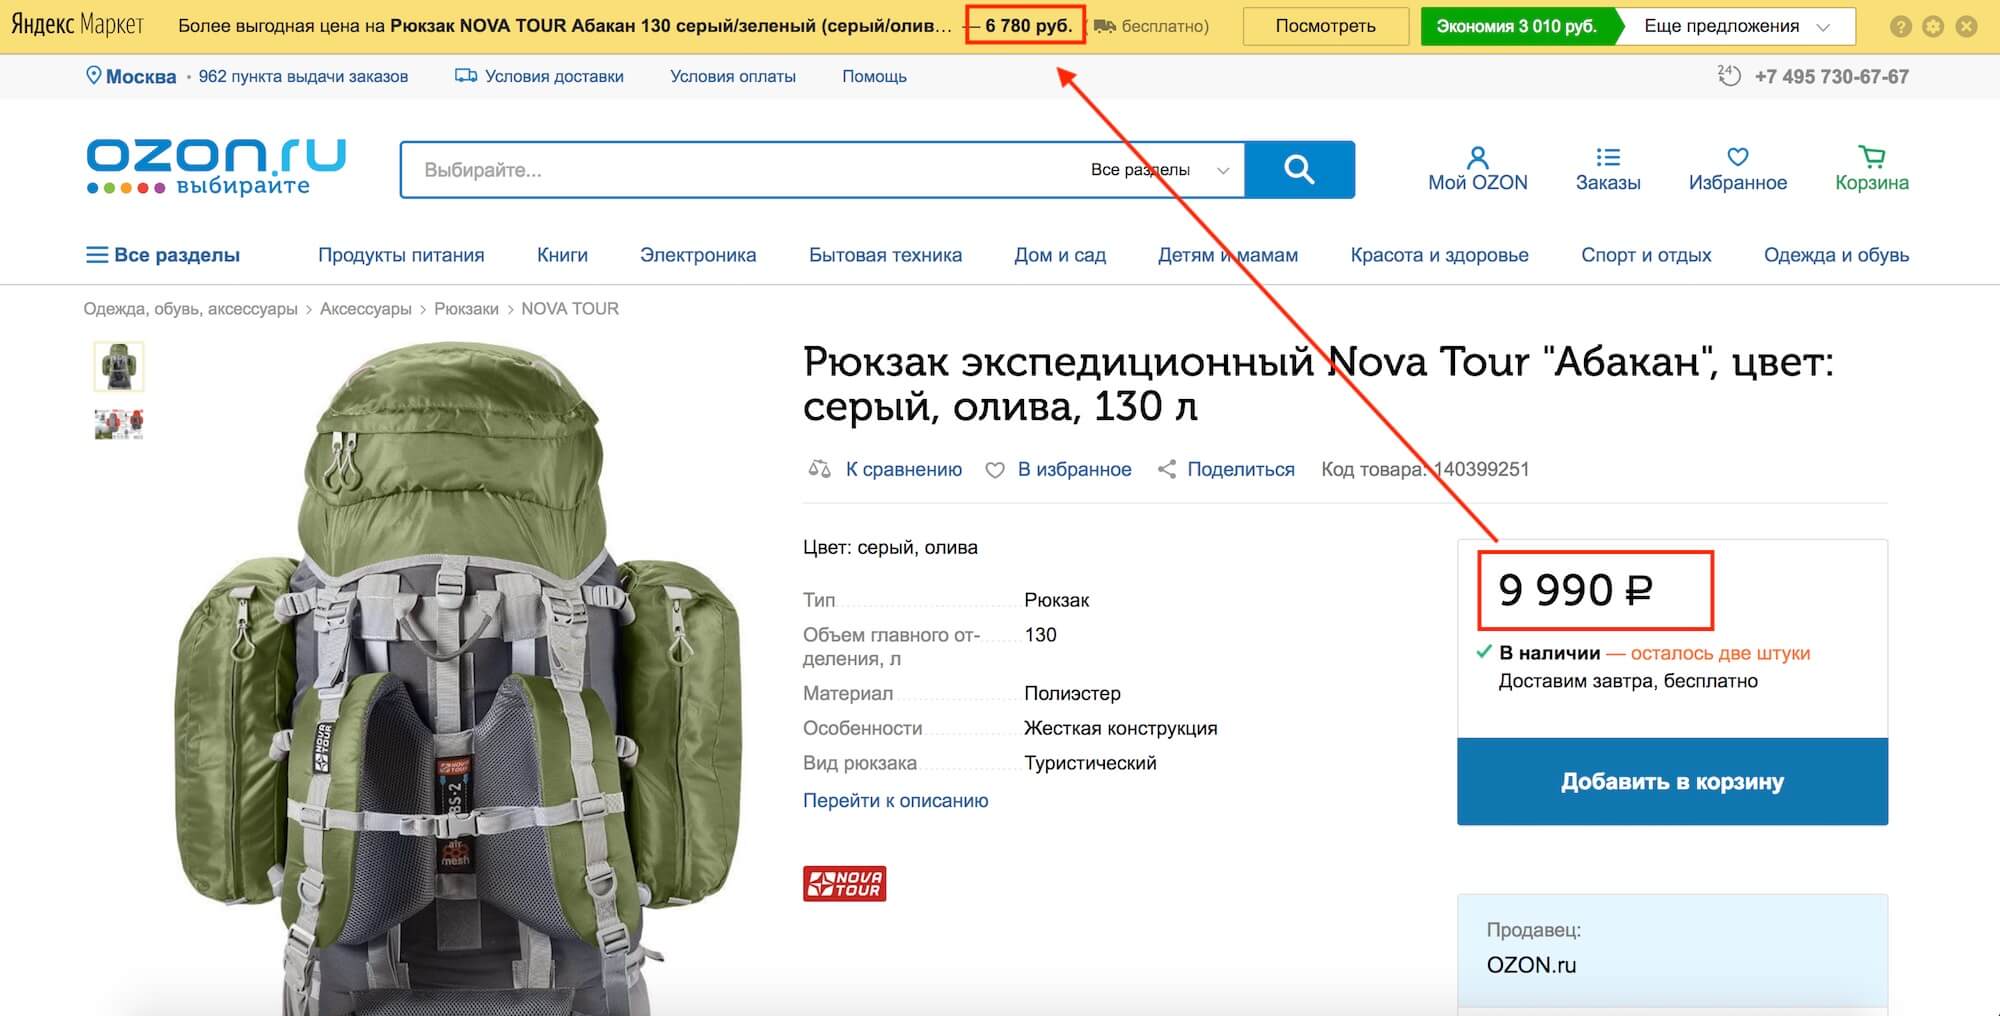 Яндекс Маркет
Более выгодная цена на Рюкзак NOVA TOUR Абакан 130 серый/зеленый (серый/олив... — 6 780 руб. ( бесплатно)
Посмотреть
Экономия 3 010 руб.
Еще предложения
Москва • 962 пункта выдачи заказов
Условия доставки
Условия оплаты
Помощь
24
+7 495 730-67-67
OZON.ru
выбирайте
Выбирайте...
Все разделы
Мой OZON
Заказы
Избранное
Корзина
Все разделы
Продукты питания
Книги
Электроника
Бытовая техника
Дом и сад
Детям и мамам
Красота и здоровье
Спорт и отдых
Одежда и обувь
Одежда, обувь, аксессуары > Аксессуары > Рюкзаки > NOVA TOUR
Рюкзак экспедиционный Nova Tour "Абакан", цвет:
серый, олива, 130 л
К сравнению
В избранное
Поделиться
Код товара: 140399251
Цвет: серый, олива
Тип Рюкзак
Объем главного от- 130
деления, л
Материал Полиэстер
Особенности Жесткая конструкция
Вид рюкзака Туристический
Перейти к описанию
NOVA
TOUR
9 990 ₽
В наличии — осталось две штуки
Доставим завтра, бесплатно
Добавить в корзину
Продавец:
OZON.ru
NOVA
TOUR
NOVA
TOUR
ABS-2
air
mesh